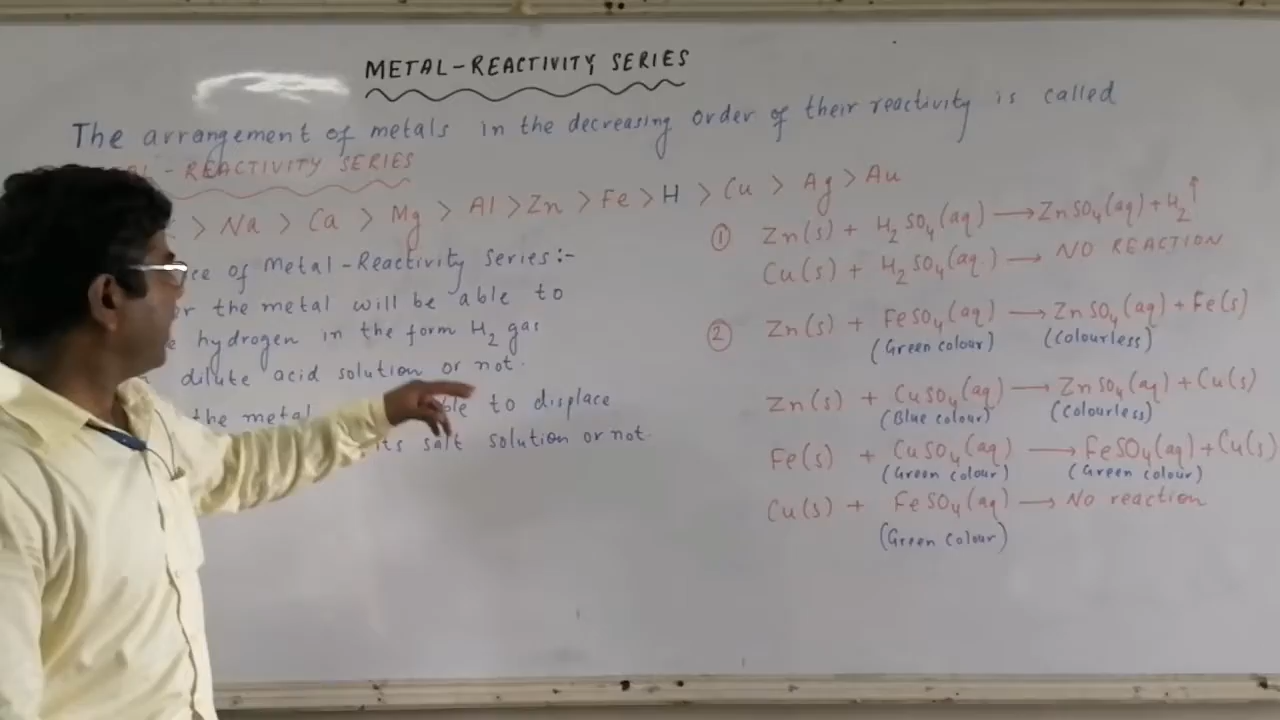 METAL-REACTIVITY SERIES
The arrangement of metals in the decreasing order of their reactivity is called
- REACTIVITY SERIES
> Na > Ca > Mg > Al > Zn > Fe > H > Cu > Ag > Au
of Metal-Reactivity Series:-
the metal will be able to
hydrogen in the form H₂ gas
dilute acid solution or not.
the metal to displace
salt solution or not.
① Zn(s) + H₂SO₄(aq) → ZnSO₄(aq) + H₂↑
Cu(s) + H₂SO₄(aq.) → NO REACTION
② Zn(s) + FeSO₄(aq) → ZnSO₄(aq) + Fe(s)
(Green colour) (Colourless)
Zn(s) + CuSO₄(aq) → ZnSO₄(aq) + Cu(s)
(Blue colour) (Colourless)
Fe(s) + CuSO₄(aq) → FeSO₄(aq) + Cu(s)
(Green colour) (Green colour)
Cu(s) + FeSO₄(aq) → No reaction
(Green colour)